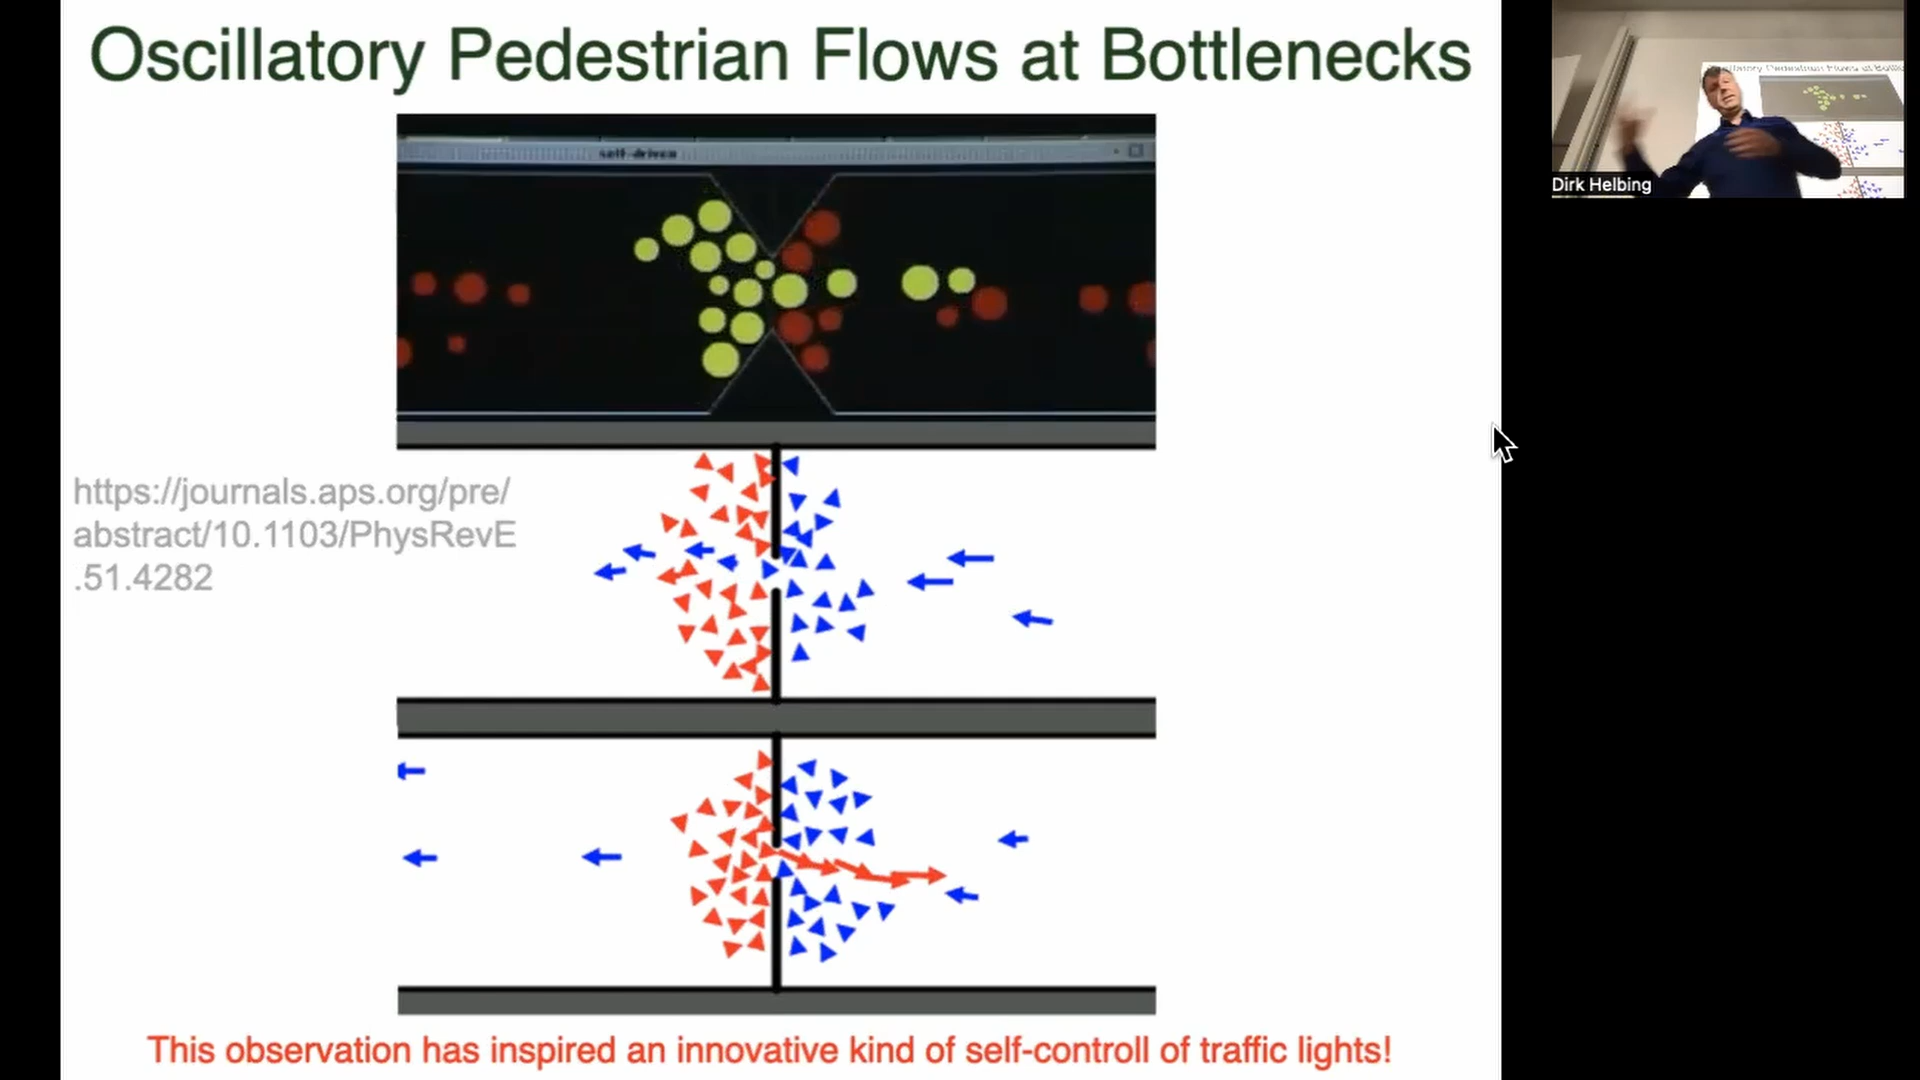 Oscillatory Pedestrian Flows at Bottlenecks
self-driven
https://journals.aps.org/pre/
abstract/10.1103/PhysRevE
.51.4282
This observation has inspired an innovative kind of self-controll of traffic lights!
Dirk Helbing